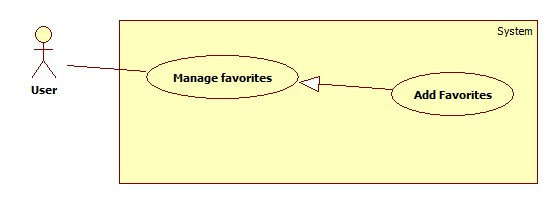 System
Manage favorites
User
Add Favorites